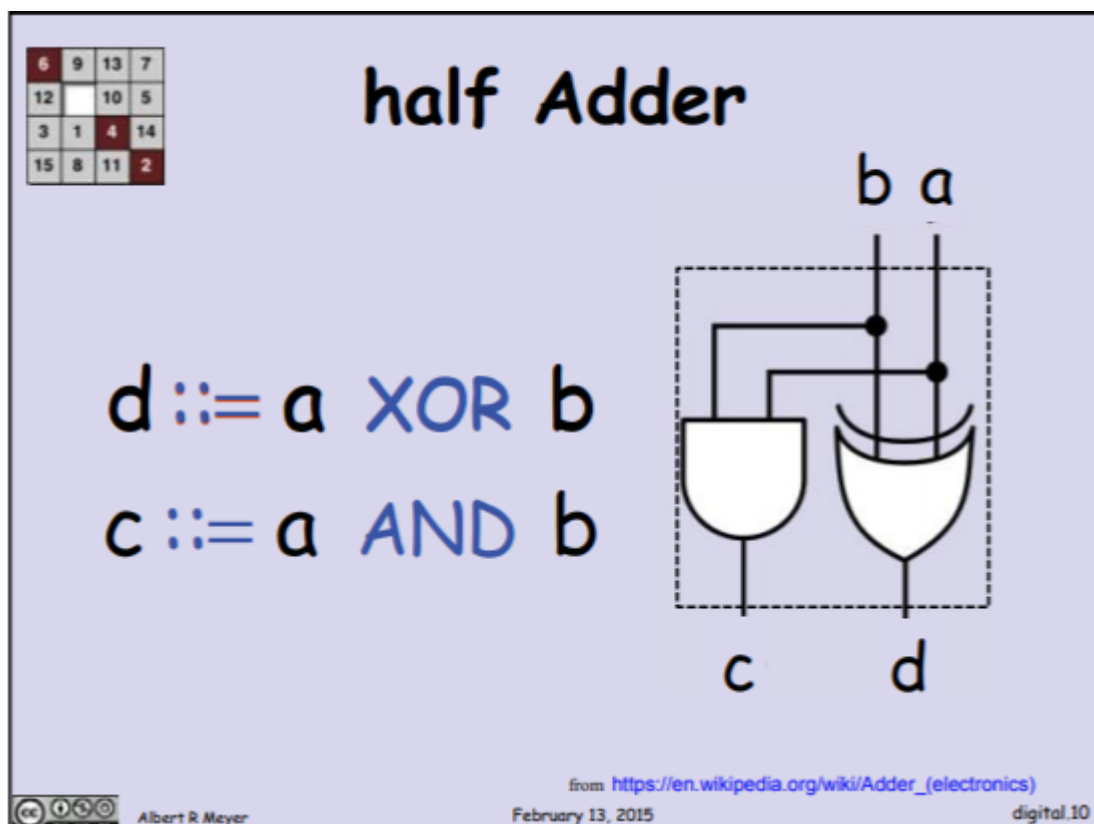 6 9 13 7
12 10 5
3 1 4 14
15 8 11 2
half Adder
b a
d ::= a XOR b
c ::= a AND b
c d
from https://en.wikipedia.org/wiki/Adder_(electronics)
cc
Albert R Meyer February 13, 2015 digital.10